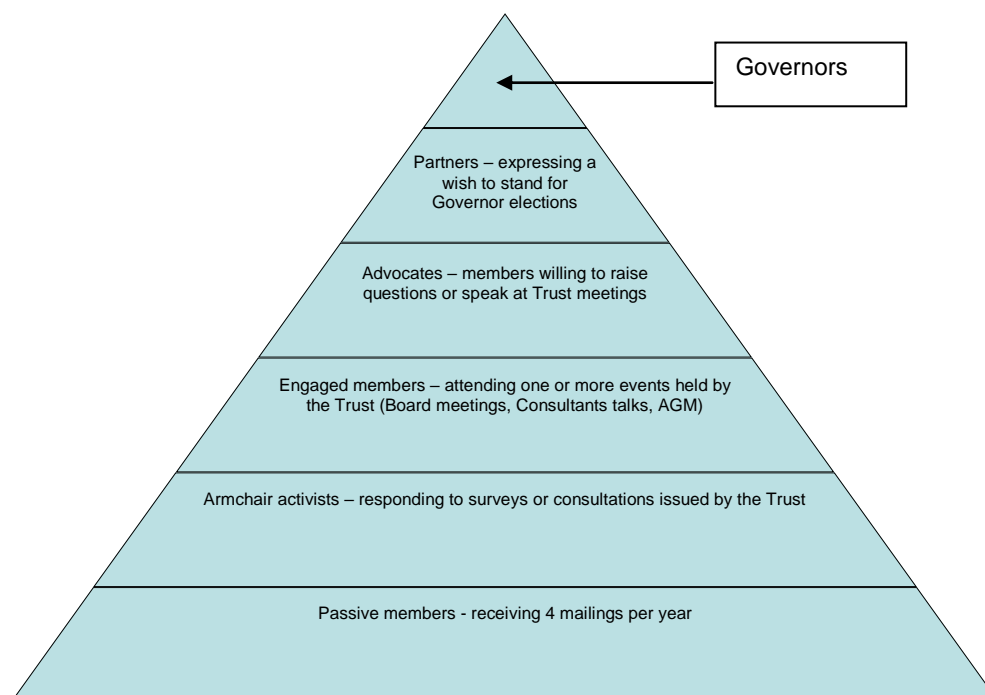 Governors
Partners – expressing a
wish to stand for
Governor elections
Advocates – members willing to raise
questions or speak at Trust meetings
Engaged members – attending one or more events held by
the Trust (Board meetings, Consultants talks, AGM)
Armchair activists – responding to surveys or consultations issued by the Trust
Passive members - receiving 4 mailings per year